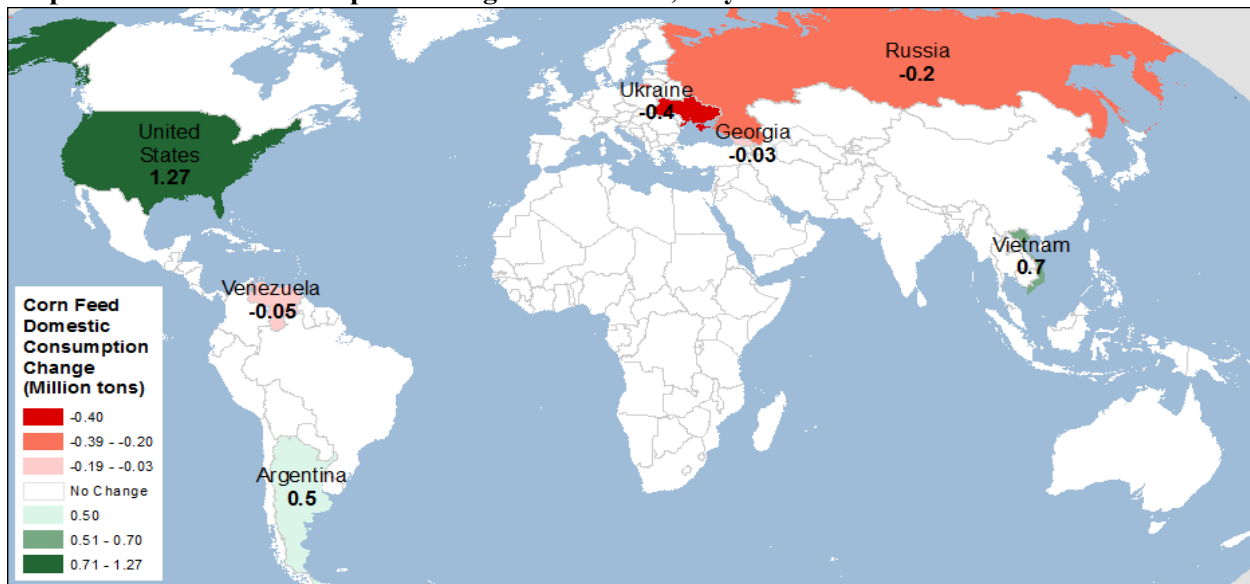 Russia
-0.2
Ukraine
-0.4
Georgia
-0.03
United
States
1.27
Vietnam
0.7
Venezuela
-0.05
Argentina
0.5
Corn Feed
Domestic
Consumption
Change
(Million tons)
-0.40
-0.39 - -0.20
-0.19 - -0.03
No Change
0.50
0.51 - 0.70
0.71 - 1.27